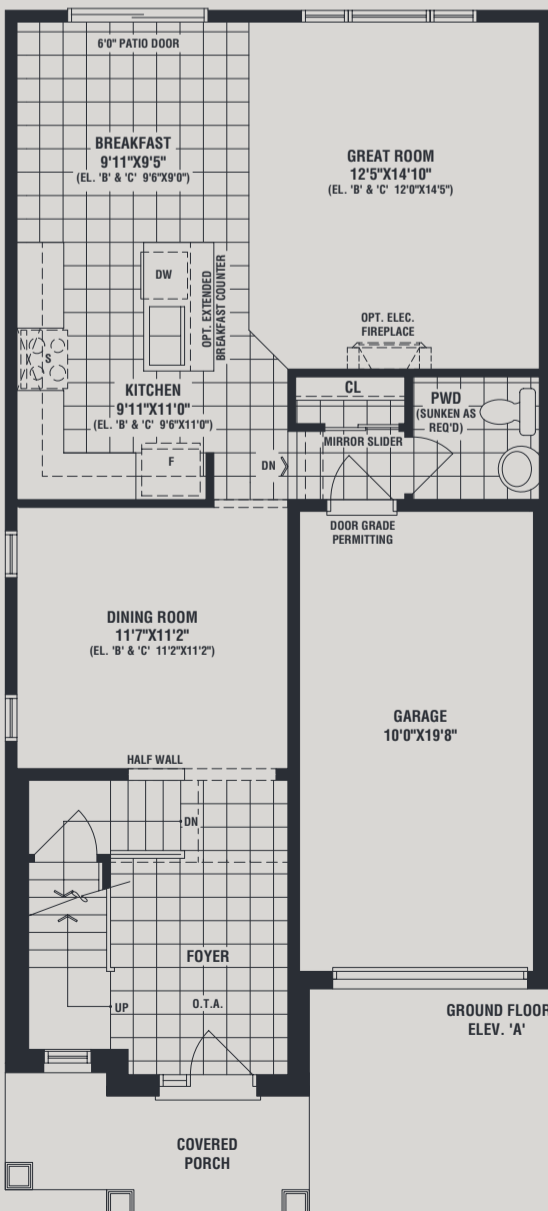 6'0" PATIO DOOR
BREAKFAST
9'11"X9'5"
(EL. 'B' & 'C' 9'6"X9'0")
GREAT ROOM
12'5"X14'10"
(EL. 'B' & 'C' 12'0"X14'5")
DW
OPT. EXTENDED
BREAKFAST COUNTER
OPT. ELEC.
FIREPLACE
S
KITCHEN
9'11"X11'0"
(EL. 'B' & 'C' 9'6"X11'0")
CL
PWD
(SUNKEN AS
REQ'D)
MIRROR SLIDER
F
DN
DOOR GRADE
PERMITTING
DINING ROOM
11'7"X11'2"
(EL. 'B' & 'C' 11'2"X11'2")
GARAGE
10'0"X19'8"
HALF WALL
DN
FOYER
O.T.A.
UP
GROUND FLOOR
ELEV. 'A'
COVERED
PORCH